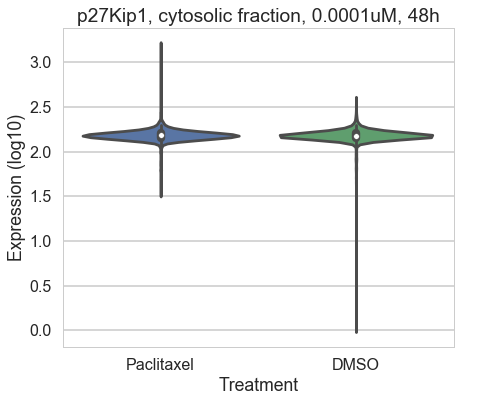 p27Kip1, cytosolic fraction, 0.0001uM, 48h
Expression (log10)
3.0
2.5
2.0
1.5
1.0
0.5
0.0
Paclitaxel DMSO
Treatment